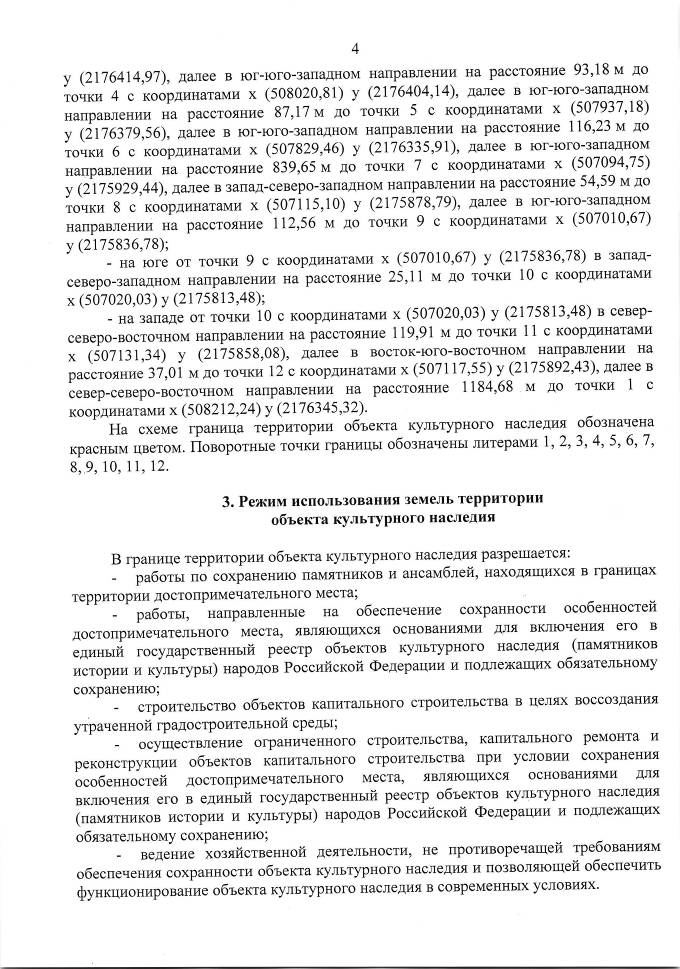 4
у (2176414,97), далее в юг-юго-западном направлении на расстояние 93,18 м до
точки 4 с координатами х (508020,81) у (2176404,14), далее в юг-юго-западном
направлении на расстояние 87,17 м до точки 5 с координатами х (507937,18)
у (2176379,56), далее в юг-юго-западном направлении на расстояние 116,23 м до
точки 6 с координатами х (507829,46) у (2176335,91), далее в юг-юго-западном
направлении на расстояние 839,65 м до точки 7 с координатами х (507094,75)
у (2175929,44), далее в запад-северо-западном направлении на расстояние 54,59 м до
точки 8 с координатами х (507115,10) у (2175878,79), далее в юг-юго-западном
направлении на расстояние 112,56 м до точки 9 с координатами х (507010,67)
у (2175836,78);
- на юге от точки 9 с координатами х (507010,67) у (2175836,78) в запад-
северо-западном направлении на расстояние 25,11 м до точки 10 с координатами
х (507020,03) у (2175813,48);
- на западе от точки 10 с координатами х (507020,03) у (2175813,48) в север-
северо-восточном направлении на расстояние 119,91 м до точки 11 с координатами
х (507131,34) у (2175858,08), далее в восток-юго-восточном направлении на
расстояние 37,01 м до точки 12 с координатами х (507117,55) у (2175892,43), далее в
север-северо-восточном направлении на расстояние 1184,68 м до точки 1 с
координатами х (508212,24) у (2176345,32).
На схеме граница территории объекта культурного наследия обозначена
красным цветом. Поворотные точки границы обозначены литерами 1, 2, 3, 4, 5, 6, 7,
8, 9, 10, 11, 12.
3. Режим использования земель территории
объекта культурного наследия
В границе территории объекта культурного наследия разрешается:
- работы по сохранению памятников и ансамблей, находящихся в границах
территории достопримечательного места;
- работы, направленные на обеспечение сохранности особенностей
достопримечательного места, являющихся основаниями для включения его в
единый государственный реестр объектов культурного наследия (памятников
истории и культуры) народов Российской Федерации и подлежащих обязательному
сохранению;
- строительство объектов капитального строительства в целях воссоздания
утраченной градостроительной среды;
- осуществление ограниченного строительства, капитального ремонта и
реконструкции объектов капитального строительства при условии сохранения
особенностей достопримечательного места, являющихся основаниями для
включения его в единый государственный реестр объектов культурного наследия
(памятников истории и культуры) народов Российской Федерации и подлежащих
обязательному сохранению;
- ведение хозяйственной деятельности, не противоречащей требованиям
обеспечения сохранности объекта культурного наследия и позволяющей обеспечить
функционирование объекта культурного наследия в современных условиях.